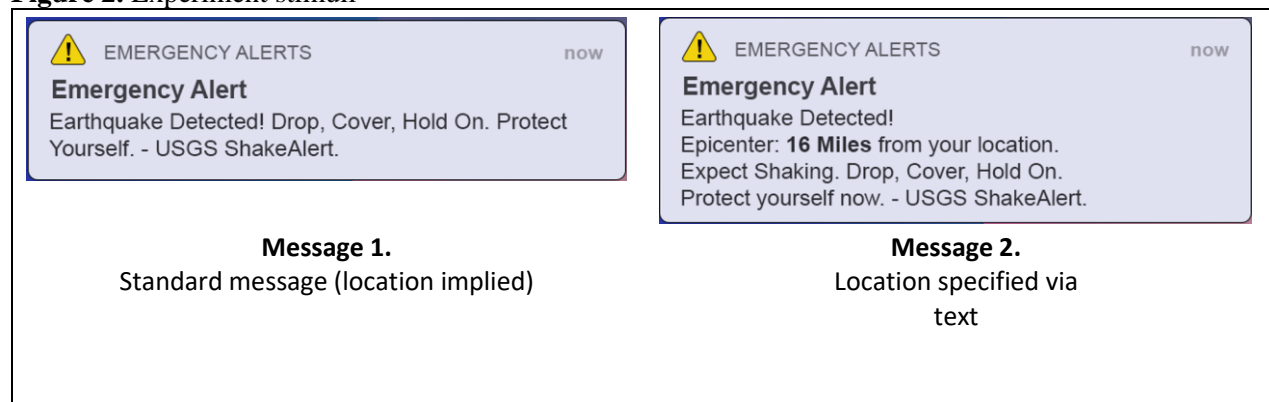 Figure 2. Experiment stimuli
EMERGENCY ALERTS now
Emergency Alert
Earthquake Detected! Drop, Cover, Hold On. Protect
Yourself. - USGS ShakeAlert.
Message 1.
Standard message (location implied)
EMERGENCY ALERTS now
Emergency Alert
Earthquake Detected!
Epicenter: 16 Miles from your location.
Expect Shaking. Drop, Cover, Hold On.
Protect yourself now. - USGS ShakeAlert.
Message 2.
Location specified via
text